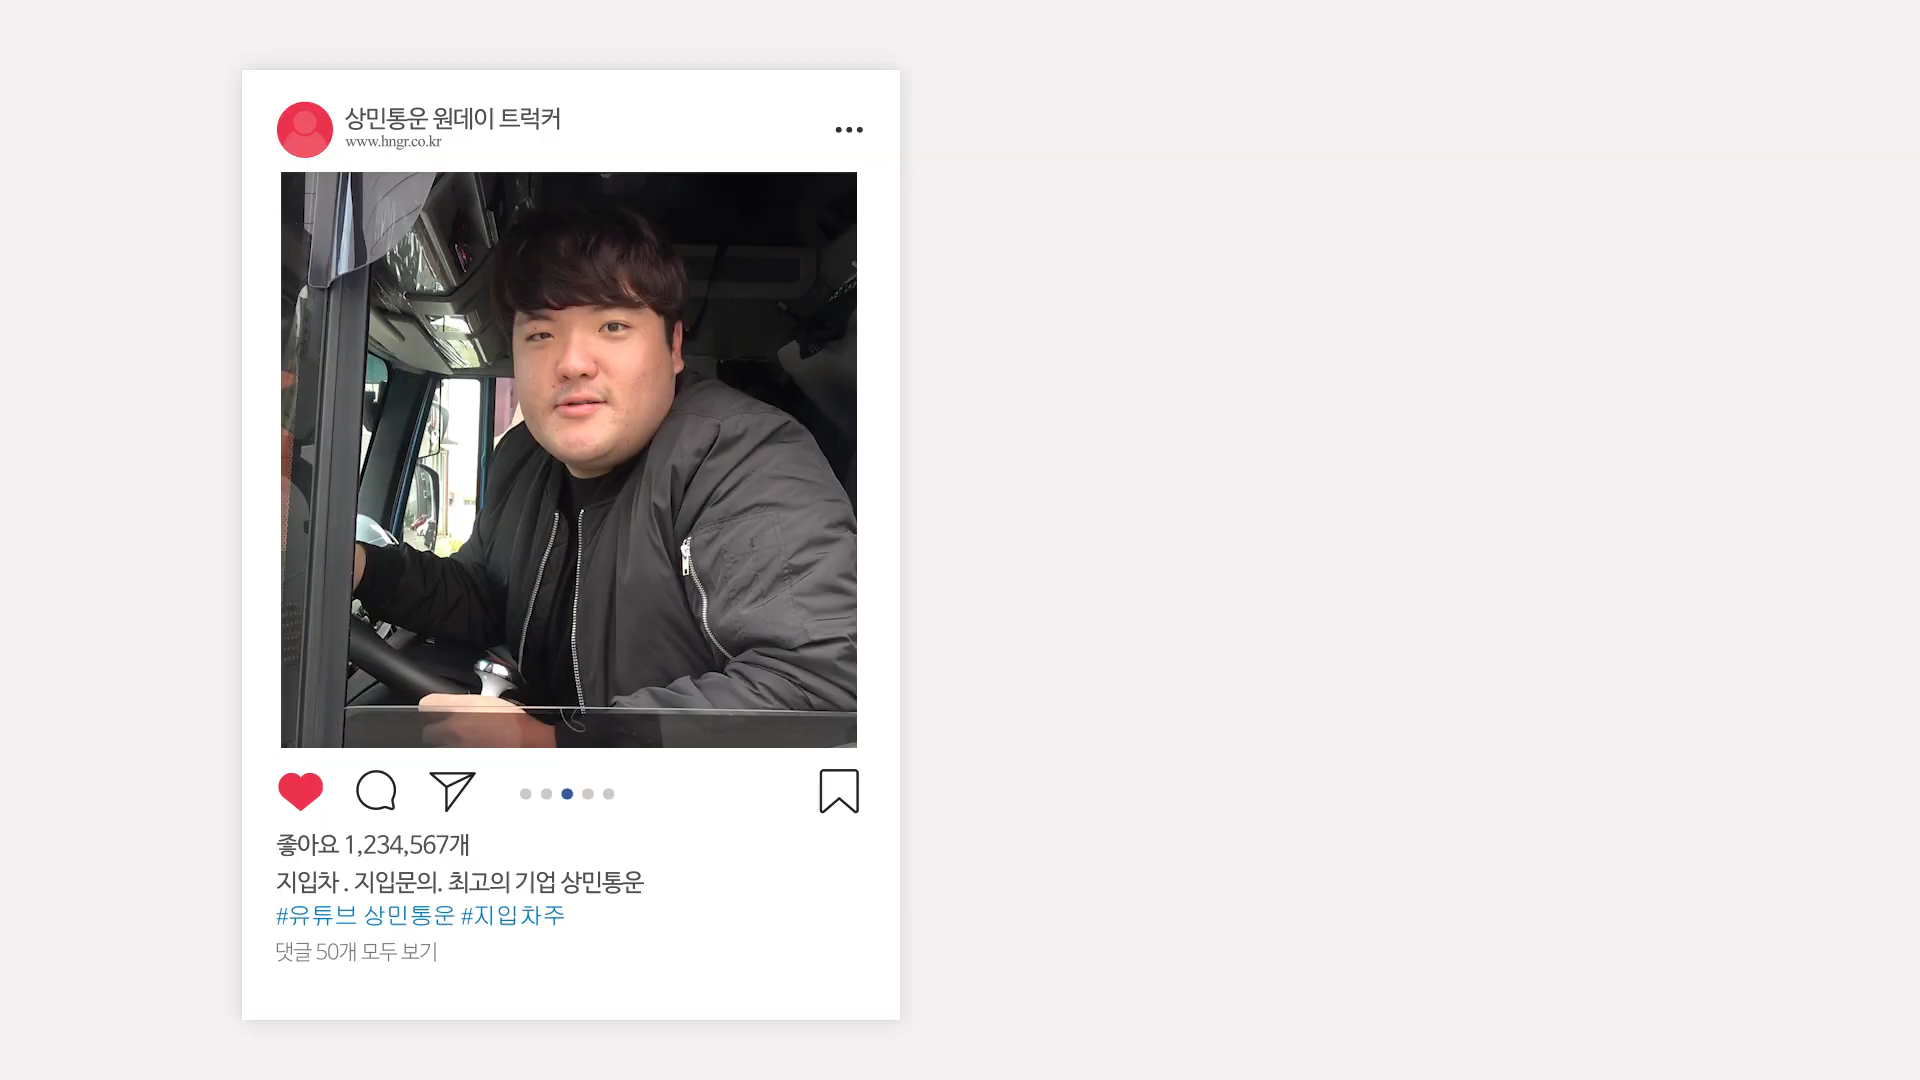 상민통운 원데이 트럭커
www.hngr.co.kr
좋아요 1,234,567개
지입차 . 지입문의. 최고의 기업 상민통운
#유튜브 상민통운 #지입차주
댓글 50개 모두 보기